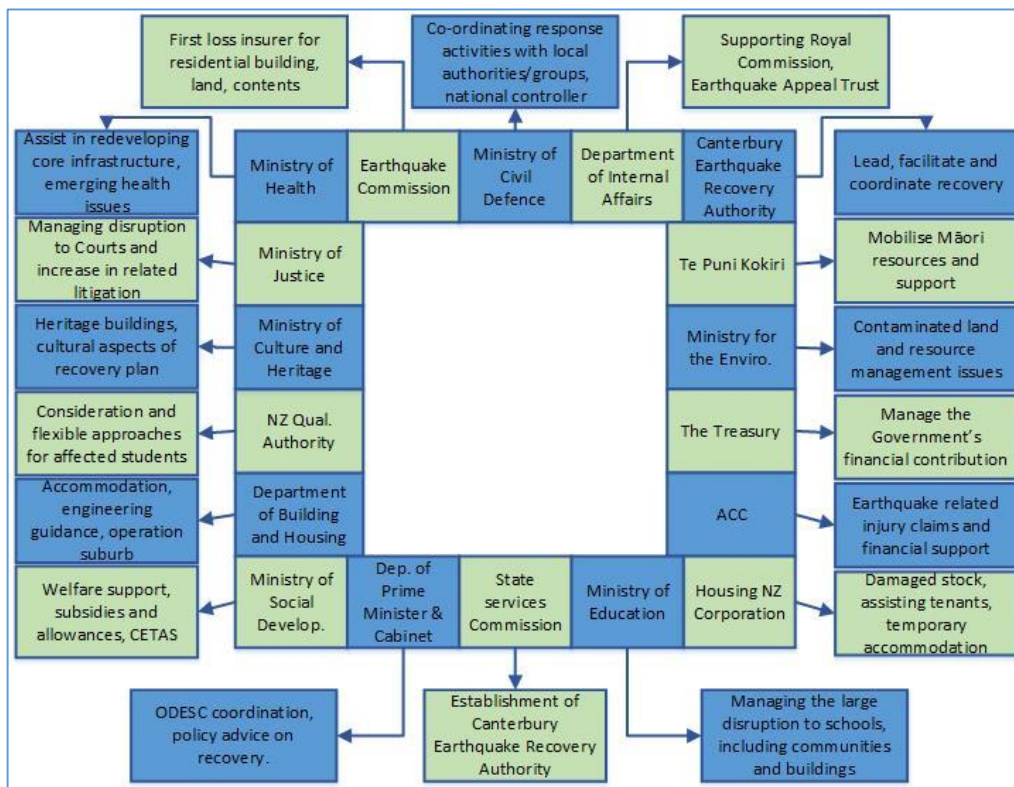 First loss insurer for
residential building,
land, contents
Co-ordinating response
activities with local
authorities/groups,
national controller
Supporting Royal
Commission,
Earthquake Appeal Trust
Assist in redeveloping
core infrastructure,
emerging health
issues
Ministry of
Health
Earthquake
Commission
Ministry of
Civil
Defence
Department
of Internal
Affairs
Canterbury
Earthquake
Recovery
Authority
Lead, facilitate and
coordinate recovery
Managing disruption
to Courts and
increase in related
litigation
Ministry of
Justice
Te Puni Kokiri
Mobilise Māori
resources and
support
Heritage buildings,
cultural aspects of
recovery plan
Ministry of
Culture and
Heritage
Ministry for
the Enviro.
Contaminated land
and resource
management issues
Consideration and
flexible approaches
for affected students
NZ Qual.
Authority
The Treasury
Manage the
Government’s
financial contribution
Accommodation,
engineering
guidance, operation
suburb
Department
of Building
and Housing
ACC
Earthquake related
injury claims and
financial support
Welfare support,
subsidies and
allowances, CETAS
Ministry of
Social
Develop.
Dep. of
Prime
Minister &
Cabinet
State
services
Commission
Ministry of
Education
Housing NZ
Corporation
Damaged stock,
assisting tenants,
temporary
accommodation
ODESC coordination,
policy advice on
recovery.
Establishment of
Canterbury
Earthquake Recovery
Authority
Managing the large
disruption to schools,
including communities
and buildings